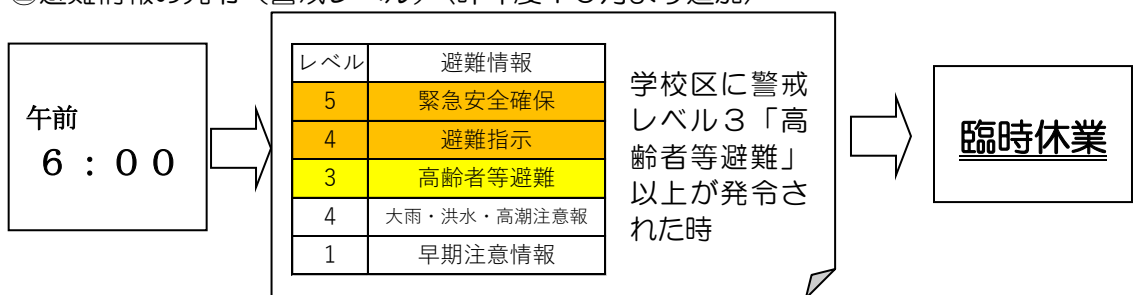 午前
6：00
レベル 避難情報
5 緊急安全確保
4 避難指示
3 高齢者等避難
4 大雨・洪水・高潮注意報
1 早期注意情報
学校区に警戒
レベル３「高
齢者等避難」
以上が発令さ
れた時
臨時休業